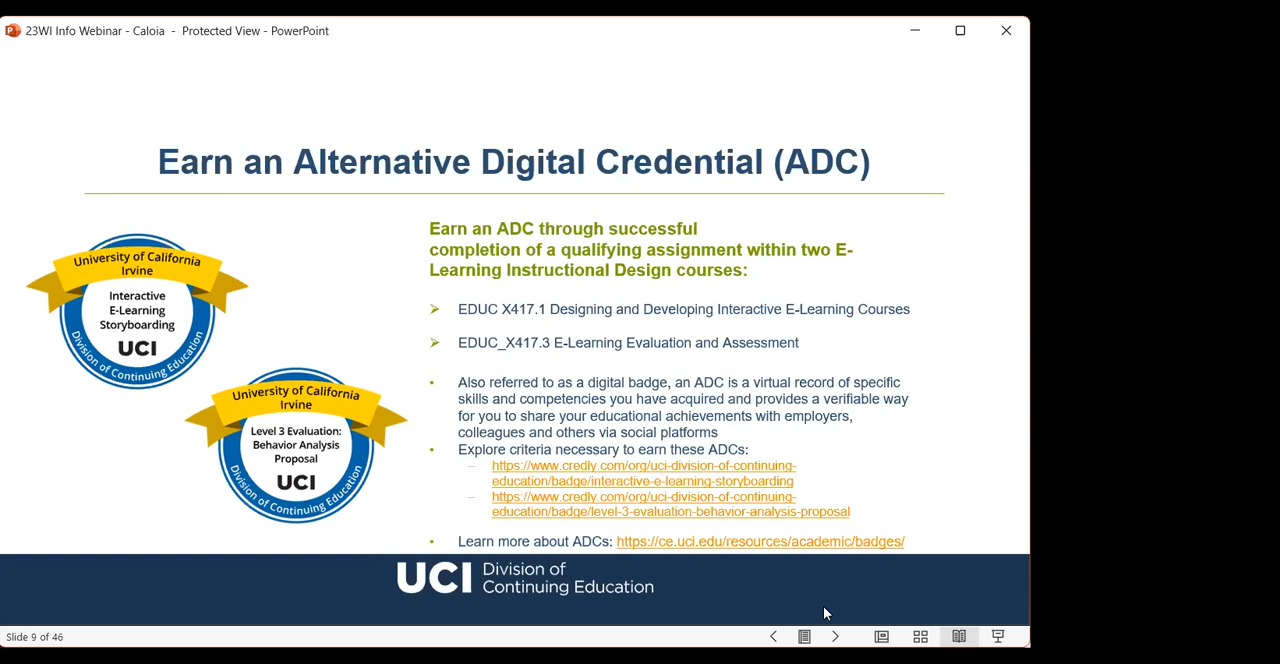 23WI Info Webinar - Caloia - Protected View - PowerPoint
Earn an Alternative Digital Credential (ADC)
University of California
Irvine
Interactive
E-Learning
Storyboarding
UCI
Division of Continuing Education
University of California
Irvine
Level 3 Evaluation:
Behavior Analysis
Proposal
UCI
Division of Continuing Education
Earn an ADC through successful
completion of a qualifying assignment within two E-
Learning Instructional Design courses:
➢ EDUC X417.1 Designing and Developing Interactive E-Learning Courses
➢ EDUC_X417.3 E-Learning Evaluation and Assessment
• Also referred to as a digital badge, an ADC is a virtual record of specific
skills and competencies you have acquired and provides a verifiable way
for you to share your educational achievements with employers,
colleagues and others via social platforms
• Explore criteria necessary to earn these ADCs:
– https://www.credly.com/org/uci-division-of-continuing-
education/badge/interactive-e-learning-storyboarding
– https://www.credly.com/org/uci-division-of-continuing-
education/badge/level-3-evaluation-behavior-analysis-proposal
• Learn more about ADCs: https://ce.uci.edu/resources/academic/badges/
UCI Division of
Continuing Education
Slide 9 of 46